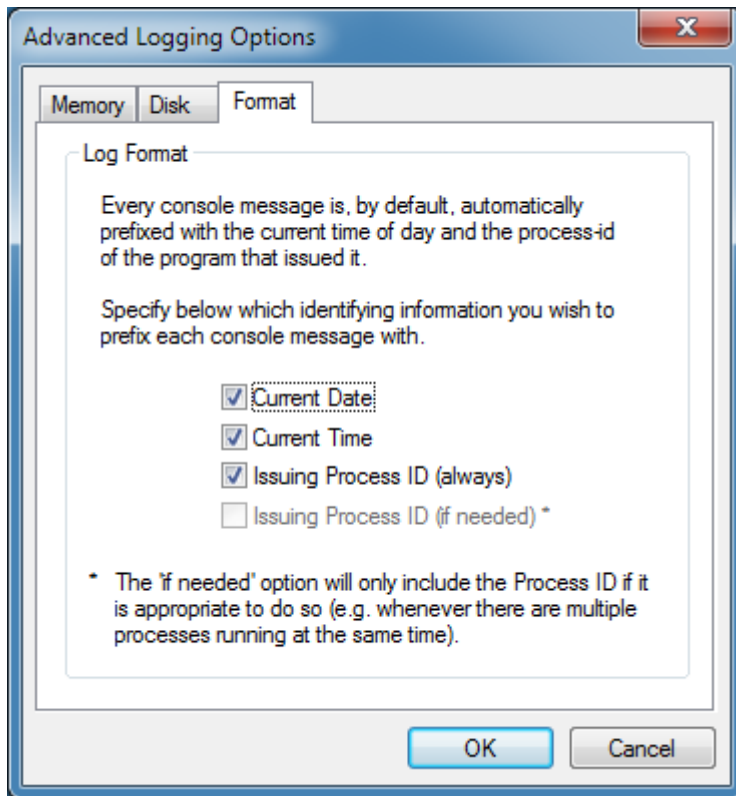 Advanced Logging Options
Memory
Disk
Format
Log Format
Every console message is, by default, automatically
prefixed with the current time of day and the process-id
of the program that issued it.
Specify below which identifying information you wish to
prefix each console message with.
Current Date
Current Time
Issuing Process ID (always)
Issuing Process ID (if needed) *
* The 'if needed' option will only include the Process ID if it
is appropriate to do so (e.g. whenever there are multiple
processes running at the same time).
OK
Cancel